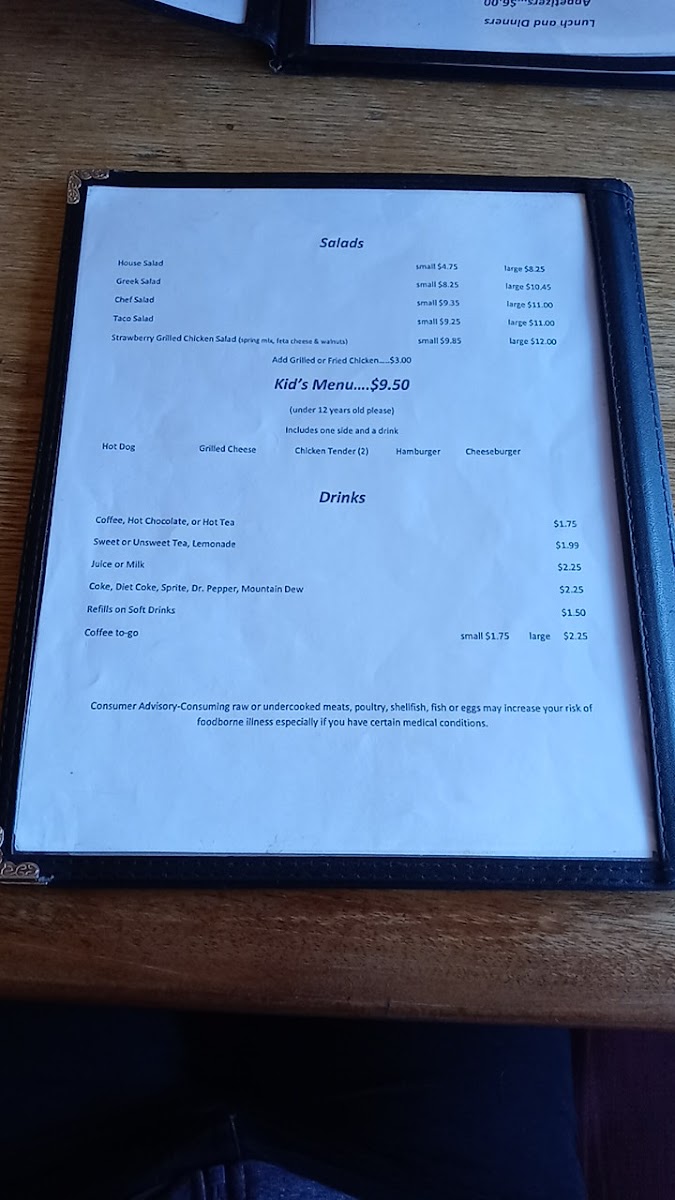 Lunch and Dinners
Appetizers...$6.00
Salads
House Salad small $4.75 large $8.25
Greek Salad small $8.25 large $10.45
Chef Salad small $9.35 large $11.00
Taco Salad small $9.25 large $11.00
Strawberry Grilled Chicken Salad (spring mix, feta cheese & walnuts) small $9.85 large $12.00
Add Grilled or Fried Chicken.....$3.00
Kid's Menu....$9.50
(under 12 years old please)
Includes one side and a drink
Hot Dog Grilled Cheese Chicken Tender (2) Hamburger Cheeseburger
Drinks
Coffee, Hot Chocolate, or Hot Tea $1.75
Sweet or Unsweet Tea, Lemonade $1.99
Juice or Milk $2.25
Coke, Diet Coke, Sprite, Dr. Pepper, Mountain Dew $2.25
Refills on Soft Drinks $1.50
Coffee to-go small $1.75 large $2.25
Consumer Advisory-Consuming raw or undercooked meats, poultry, shellfish, fish or eggs may increase your risk of
foodborne illness especially if you have certain medical conditions.